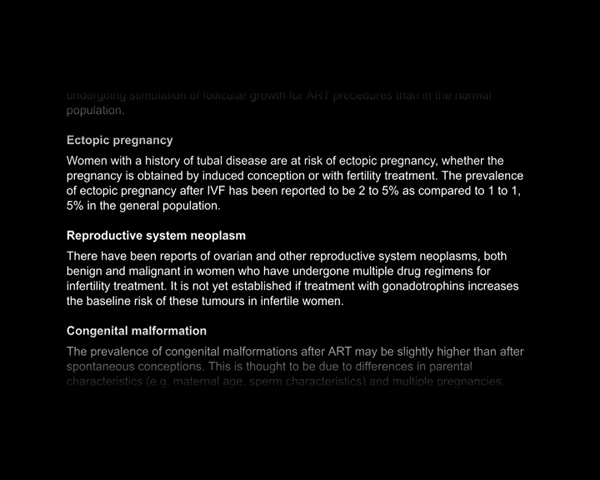 undergoing stimulation of follicular growth for ART procedures than in the normal
population.
Ectopic pregnancy
Women with a history of tubal disease are at risk of ectopic pregnancy, whether the
pregnancy is obtained by induced conception or with fertility treatment. The prevalence
of ectopic pregnancy after IVF has been reported to be 2 to 5% as compared to 1 to 1,
5% in the general population.
Reproductive system neoplasm
There have been reports of ovarian and other reproductive system neoplasms, both
benign and malignant in women who have undergone multiple drug regimens for
infertility treatment. It is not yet established if treatment with gonadotrophins increases
the baseline risk of these tumours in infertile women.
Congenital malformation
The prevalence of congenital malformations after ART may be slightly higher than after
spontaneous conceptions. This is thought to be due to differences in parental
characteristics (e.g. maternal age, sperm characteristics) and multiple pregnancies.